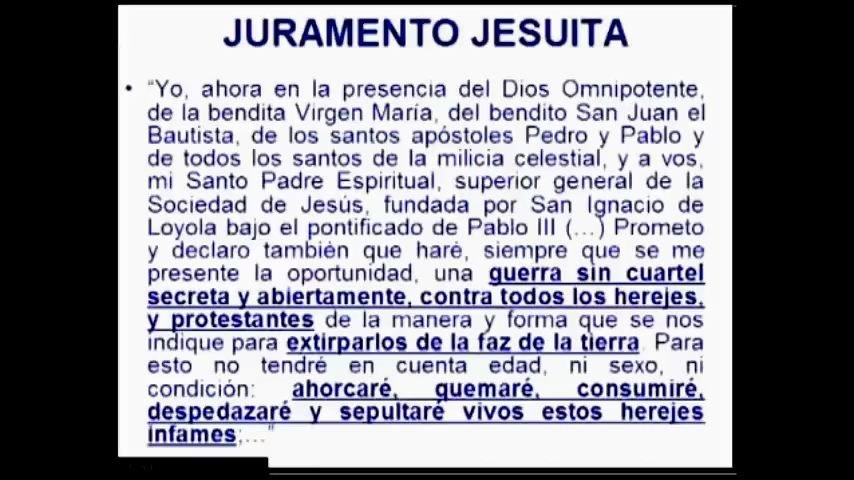 JURAMENTO JESUITA
• “Yo, ahora en la presencia del Dios Omnipotente,
de la bendita Virgen María, del bendito San Juan el
Bautista, de los santos apóstoles Pedro y Pablo y
de todos los santos de la milicia celestial, y a vos,
mi Santo Padre Espiritual, superior general de la
Sociedad de Jesús, fundada por San Ignacio de
Loyola bajo el pontificado de Pablo III (...) Prometo
y declaro también que haré, siempre que se me
presente la oportunidad, una guerra sin cuartel
secreta y abiertamente, contra todos los herejes,
y protestantes de la manera y forma que se nos
indique para extirparlos de la faz de la tierra. Para
esto no tendré en cuenta edad, ni sexo, ni
condición: ahorcaré, quemaré, consumiré,
despedazaré y sepultaré vivos estos herejes
infames;...”